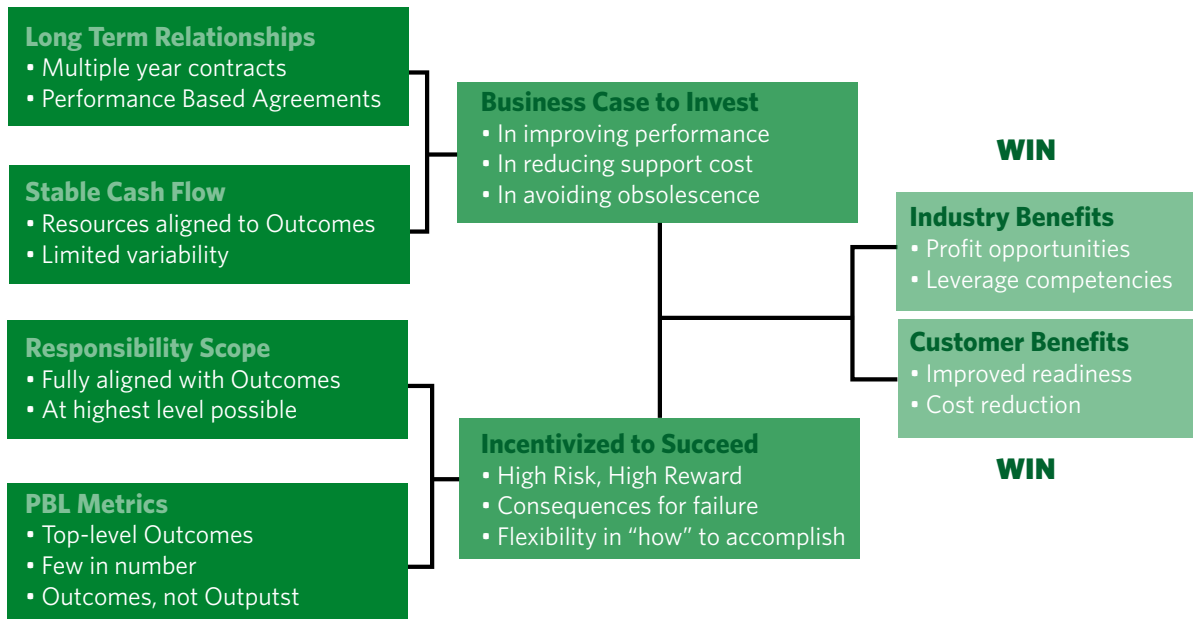 Long Term Relationships
• Multiple year contracts
• Performance Based Agreements
Stable Cash Flow
• Resources aligned to Outcomes
• Limited variability
Responsibility Scope
• Fully aligned with Outcomes
• At highest level possible
PBL Metrics
• Top-level Outcomes
• Few in number
• Outcomes, not Outputst
Business Case to Invest
• In improving performance
• In reducing support cost
• In avoiding obsolescence
Incentivized to Succeed
• High Risk, High Reward
• Consequences for failure
• Flexibility in “how” to accomplish
WIN
Industry Benefits
• Profit opportunities
• Leverage competencies
Customer Benefits
• Improved readiness
• Cost reduction
WIN